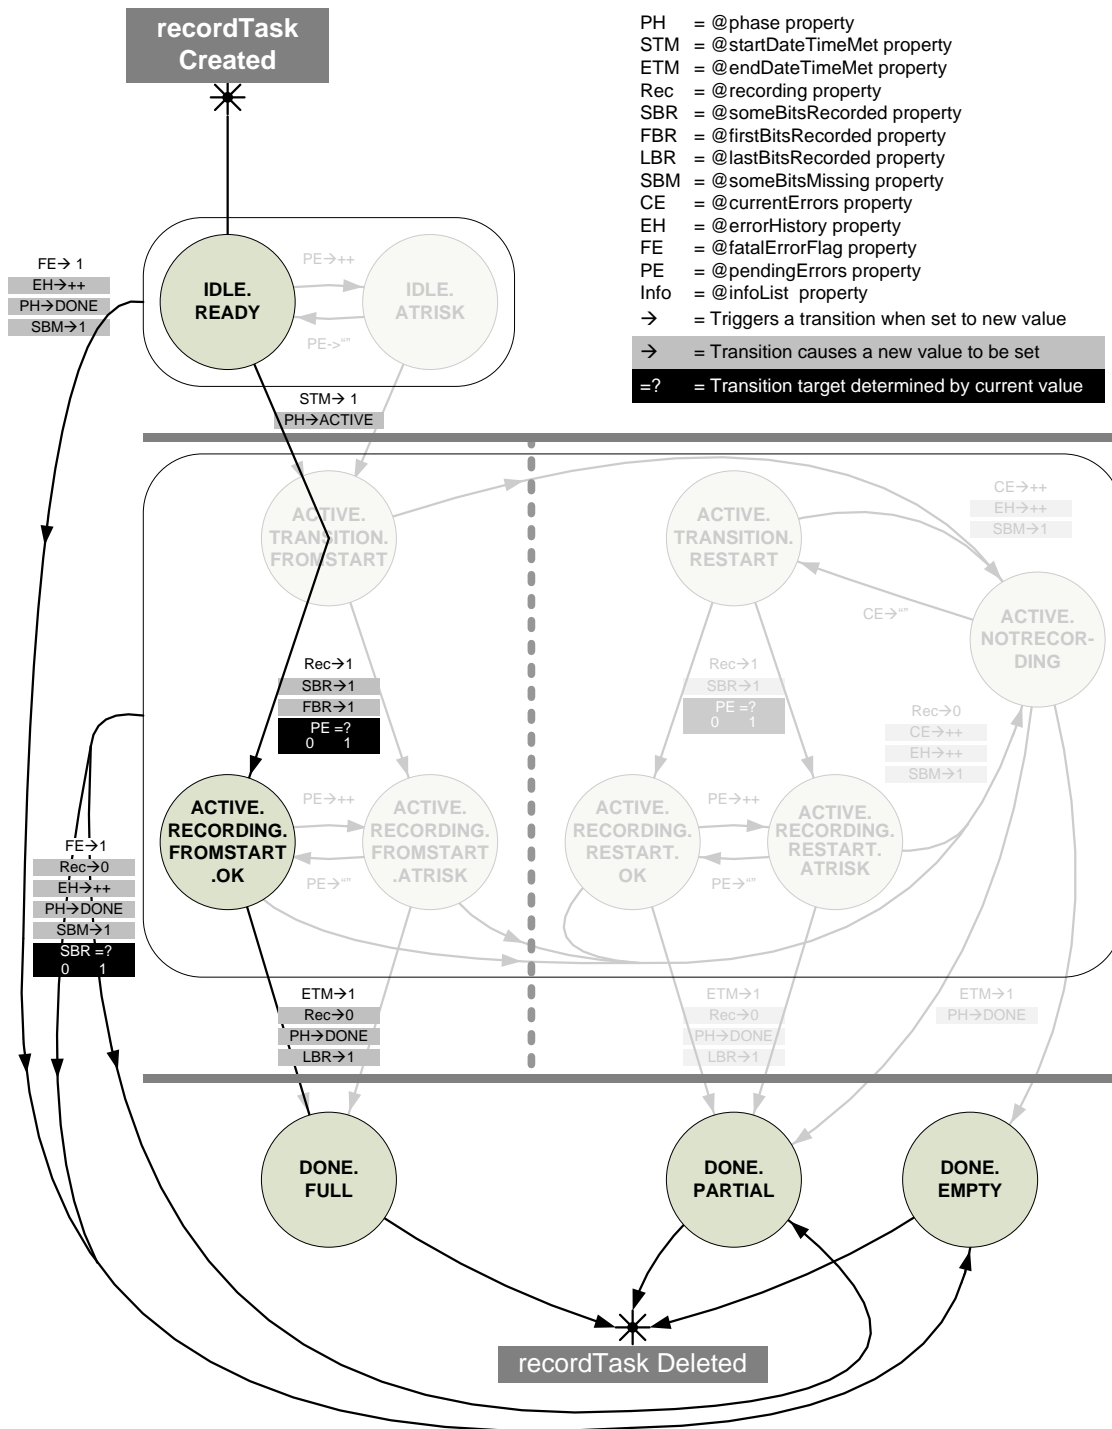 recordTask
Created
PH = @phase property
STM = @startDateTimeMet property
ETM = @endDateTimeMet property
Rec = @recording property
SBR = @someBitsRecorded property
FBR = @firstBitsRecorded property
LBR = @lastBitsRecorded property
SBM = @someBitsMissing property
CE = @currentErrors property
EH = @errorHistory property
FE = @fatalErrorFlag property
PE = @pendingErrors property
Info = @infoList property
→ = Triggers a transition when set to new value
→ = Transition causes a new value to be set
=? = Transition target determined by current value
FE→ 1
EH→++
PH→DONE
SBM→1
IDLE.
READY
PE→++
PE->“”
IDLE.
ATRISK
STM→ 1
PH→ACTIVE
ACTIVE.
TRANSITION.
FROMSTART
ACTIVE.
TRANSITION.
RESTART
CE→++
EH→++
SBM→1
CE→“”
ACTIVE.
NOTRECOR-
DING
Rec→1
SBR→1
FBR→1
PE =?
0 1
Rec→1
SBR→1
PE =?
0 1
Rec→0
CE→++
EH→++
SBM→1
ACTIVE.
RECORDING.
FROMSTART
.OK
PE→++
PE→“”
ACTIVE.
RECORDING.
FROMSTART
.ATRISK
ACTIVE.
RECORDING.
RESTART.
OK
PE→++
PE→“”
ACTIVE.
RECORDING.
RESTART.
ATRISK
FE→1
Rec→0
EH→++
PH→DONE
SBM→1
SBR =?
0 1
ETM→1
Rec→0
PH→DONE
LBR→1
ETM→1
Rec→0
PH→DONE
LBR→1
ETM→1
PH→DONE
DONE.
FULL
DONE.
PARTIAL
DONE.
EMPTY
recordTask Deleted